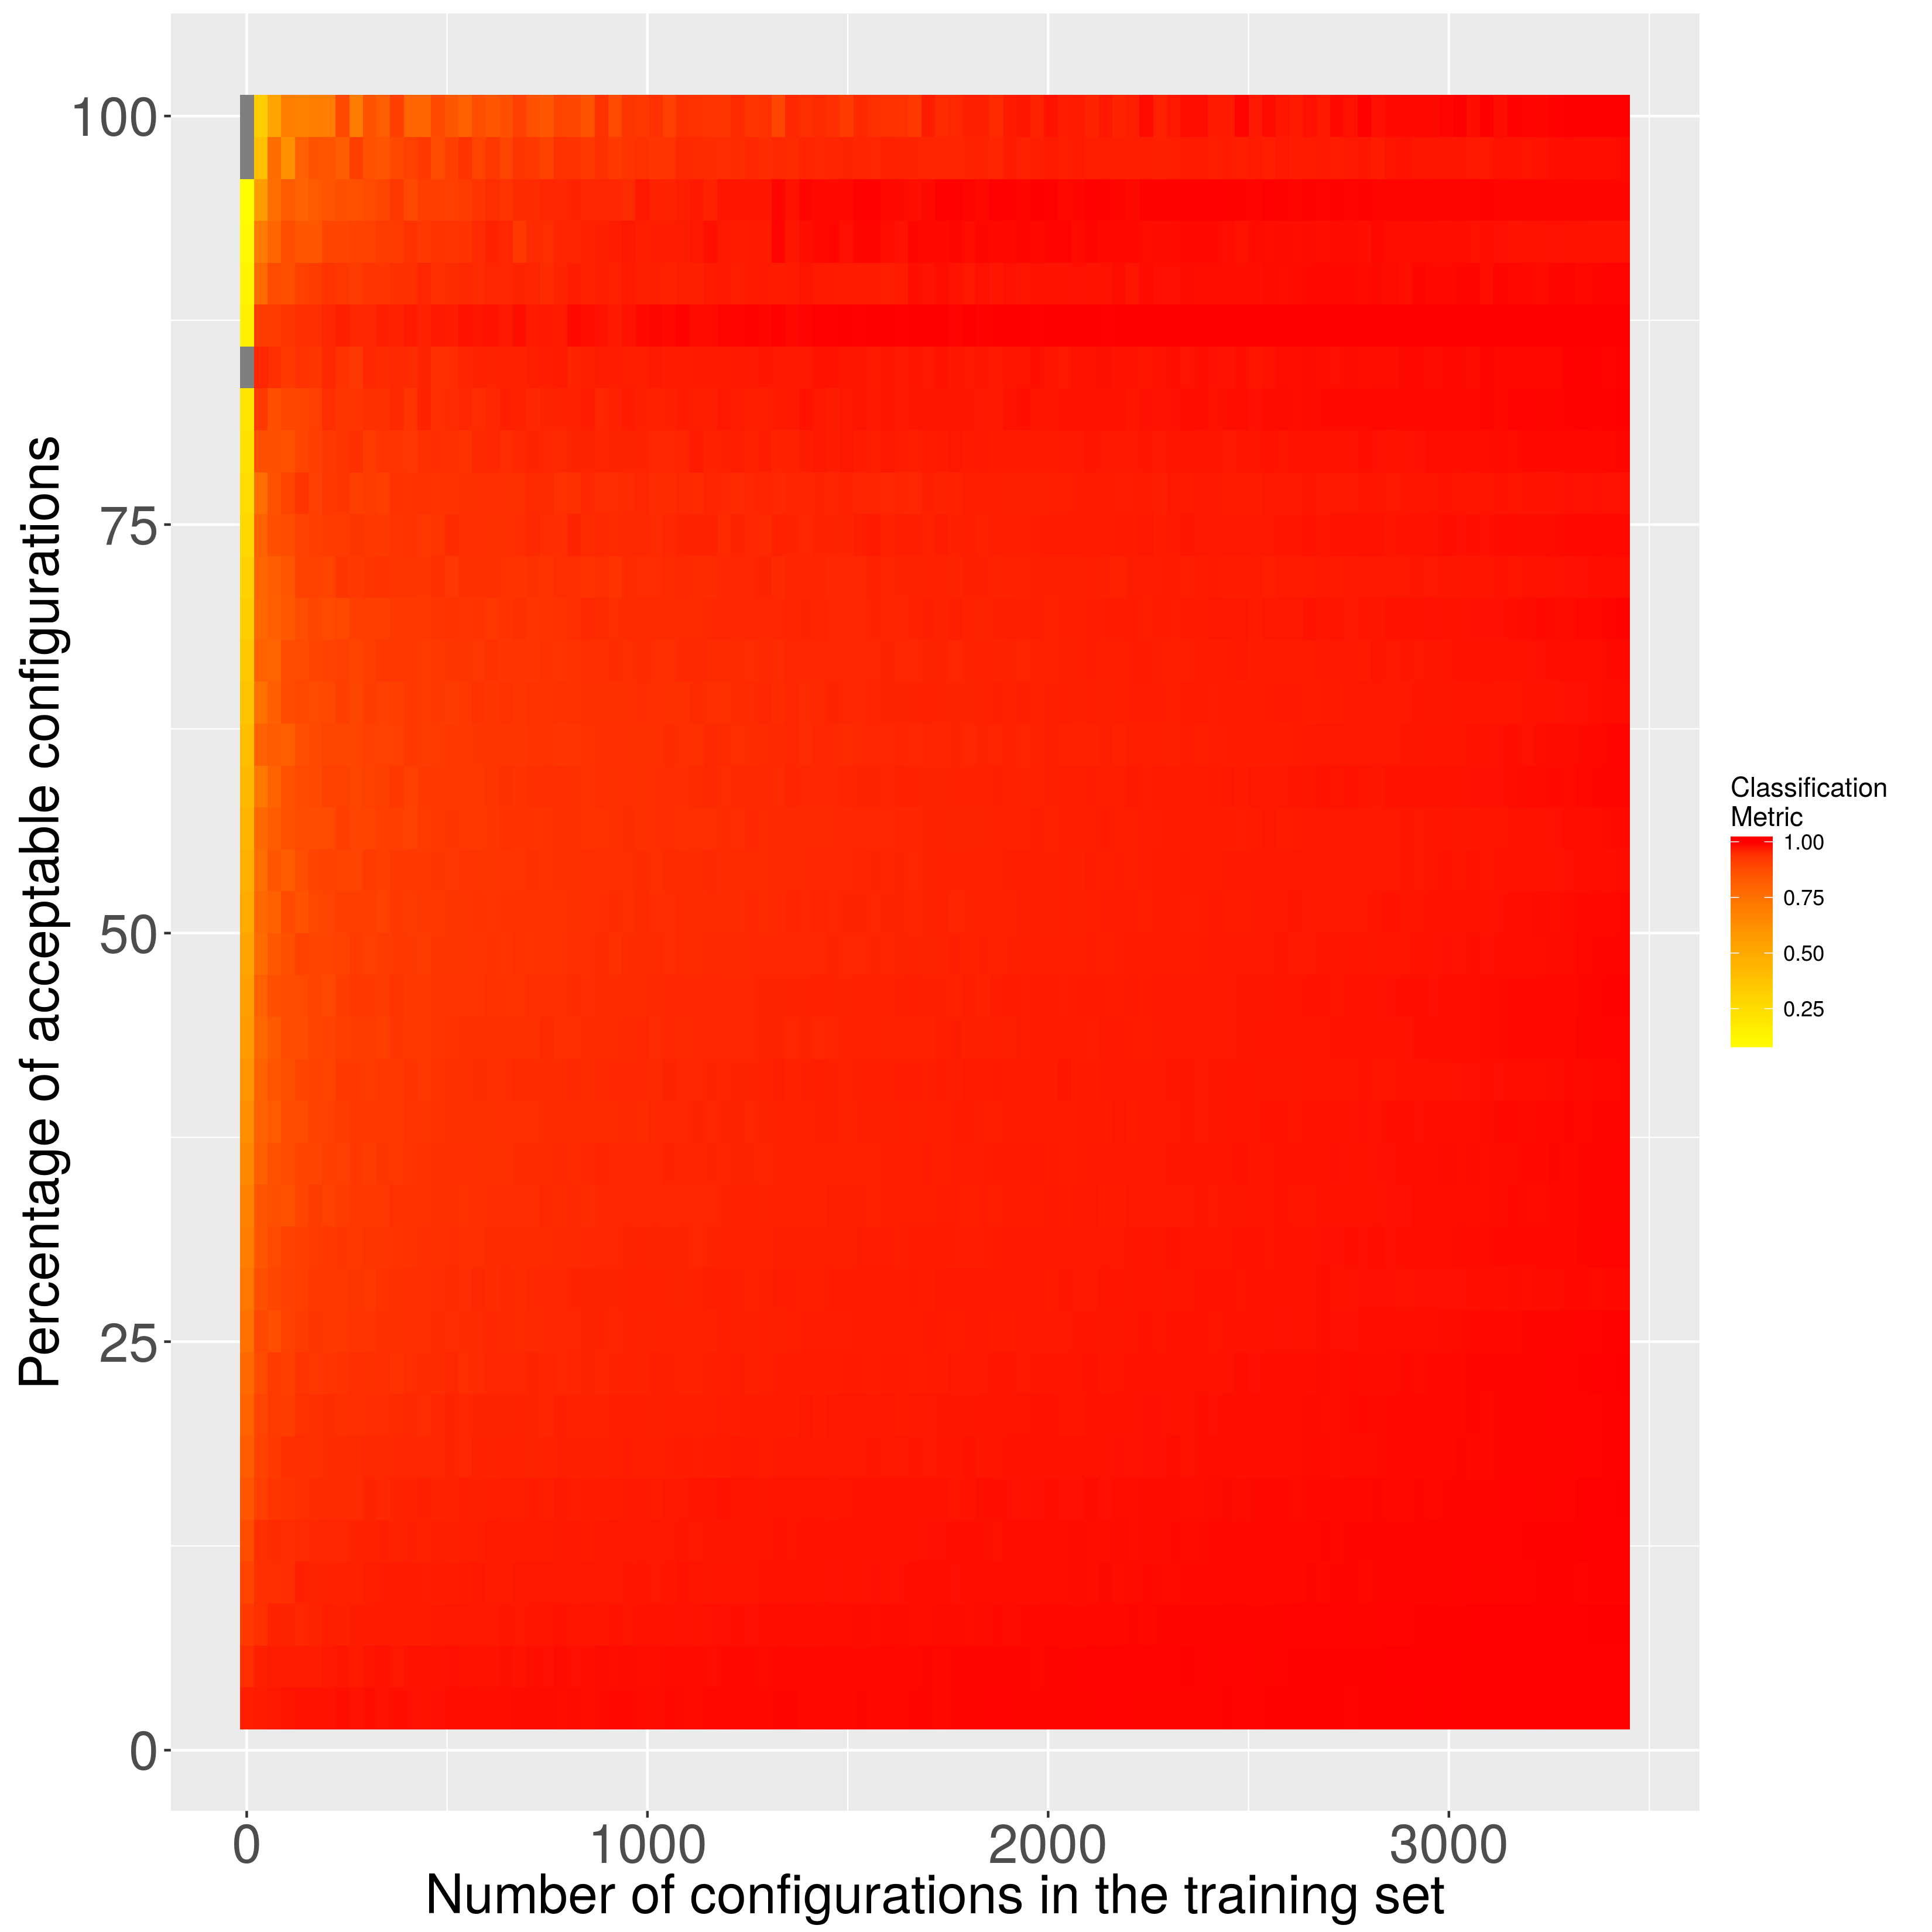 Percentage of acceptable configurations
100
75
50
25
0
0 1000 2000 3000
Number of configurations in the training set
Classification
Metric
1.00
0.75
0.50
0.25